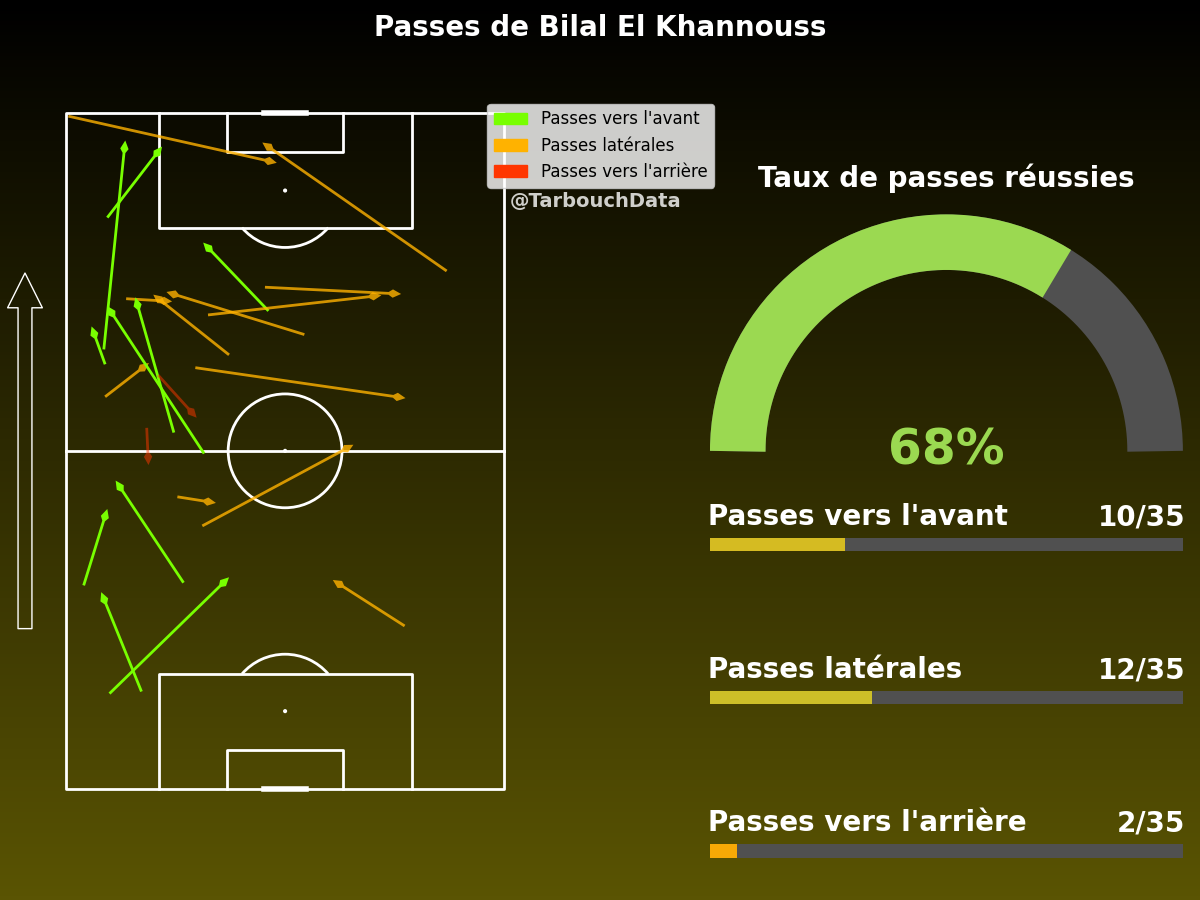 Passes de Bilal El Khannouss
Passes vers l'avant
Passes latérales
Passes vers l'arrière
@TarbouchData
Taux de passes réussies
68%
Passes vers l'avant 10/35
Passes latérales 12/35
Passes vers l'arrière 2/35